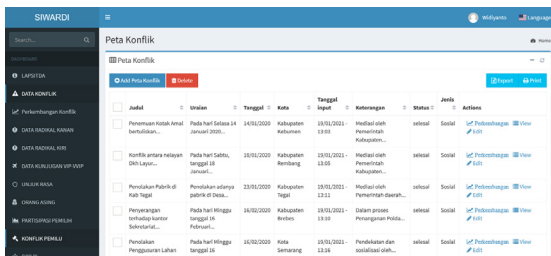 SIWARDI
Widiyanto
Language
Search...
Peta Konflik
Home
DASHBOARD
Peta Konflik
LAPSITDA
Add Peta Konflik
Delete
Export
Print
DATA KONFLIK
Perkembangan Konflik
DATA RADIKAL KANAN
DATA RADIKAL KIRI
DATA KUNJUGAN VIP-VVIP
UNJUK RASA
ORANG ASING
PARTISIPASI PEMILIH
KONFLIK PEMILU
Judul Uraian Tanggal Kota Tanggal input Keterangan Status Jenis Actions
Penemuan Kotak Amal bertuliskan... Pada hari Selasa 14 Januari 2020... 14/01/2020 Kabupaten Kebumen 19/01/2021 - 13:03 Mediasi oleh Pemerintah Kabupaten... selesai Sosial Perkembangan View Edit
Konflik antara nelayan Dkh Layur... Pada hari Sabtu, tanggal 18 Januari... 18/01/2020 Kabupaten Rembang 19/01/2021 - 13:05 Mediasi oleh Pemerintah Kabupaten... selesai Sosial Perkembangan View Edit
Penolakan Pabrik di Kab Tegal Penolakan adanya pabrik di Desa... 23/01/2020 Kabupaten Tegal 19/01/2021 - 13:11 Mediasi oleh Pemerintah daerah... selesai Sosial Perkembangan View Edit
Penyerangan terhadap kantor Sekretariat... Pada hari Minggu tanggal 16 Februari... 16/02/2020 Kabupaten Brebes 19/01/2021 - 13:10 Dalam proses Penanganan Polda... selesai Sosial Perkembangan View Edit
Penolakan Penggusuran Lahan Pada hari Minggu tanggal 16 16/02/2020 Kota Semarang 19/01/2021 - 13:16 Pendekatan dan sosialisasi oleh... selesai Sosial Perkembangan View Edit